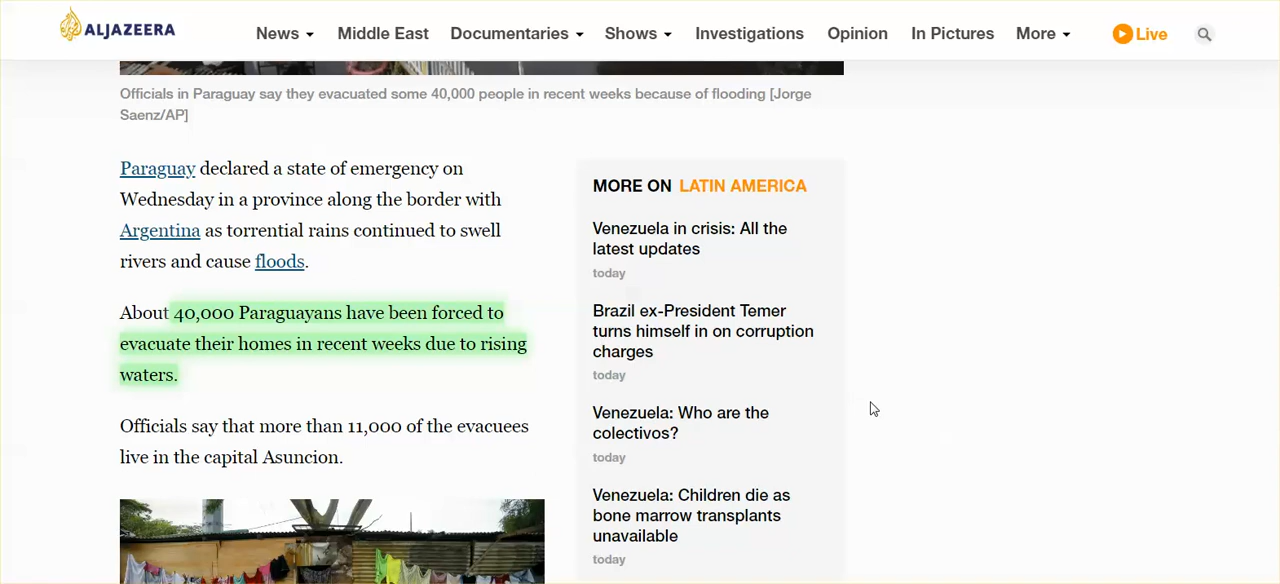 ALJAZEERA
News
Middle East
Documentaries
Shows
Investigations
Opinion
In Pictures
More
Live
Officials in Paraguay say they evacuated some 40,000 people in recent weeks because of flooding [Jorge
Saenz/AP]
Paraguay declared a state of emergency on
Wednesday in a province along the border with
Argentina as torrential rains continued to swell
rivers and cause floods.
About 40,000 Paraguayans have been forced to
evacuate their homes in recent weeks due to rising
waters.
Officials say that more than 11,000 of the evacuees
live in the capital Asuncion.
MORE ON LATIN AMERICA
Venezuela in crisis: All the
latest updates
today
Brazil ex-President Temer
turns himself in on corruption
charges
today
Venezuela: Who are the
colectivos?
today
Venezuela: Children die as
bone marrow transplants
unavailable
today